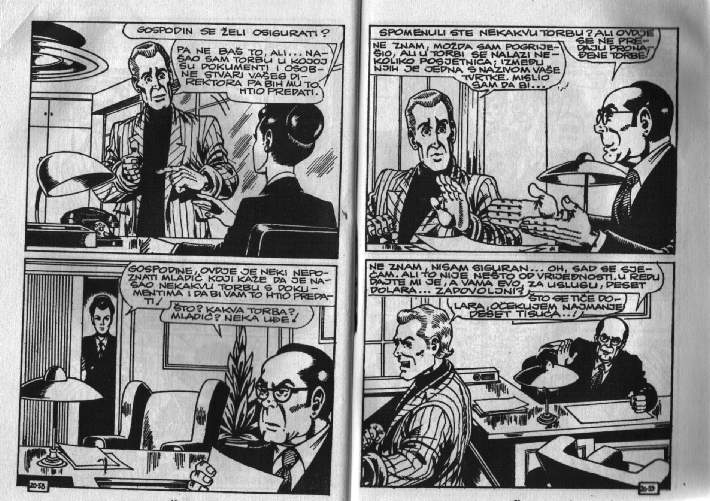 GOSPODIN SE ŽELI OSIGURATI?
PA NE BAŠ TO, ALI... NA-
ŠAO SAM TORBU U KOJOJ
SU DOKUMENTI I OSOB-
NE STVARI VAŠEG DI-
REKTORA PA BIH MU TO
HTIO PREDATI.
GOSPODINE, OVDJE JE NEKI NEPO-
ZNATI MLADIĆ KOJI KAŽE DA JE NA-
ŠAO NEKAKVU TORBU S DOKU-
MENTIMA I DA BI VAM TO HTIO PREDA-
TI!
ŠTO? KAKVA TORBA?
MLADIĆ? NEKA UĐE!
20-58
SPOMENULI STE NEKAKVU TORBU? ALI OVDJE
SE NE PRE-
DAJU PRONA-
ĐENE TORBE!
NE ZNAM, MOŽDA SAM POGRIJE-
ŠIO, ALI U TORBI SE NALAZI NE-
KOLIKO POSJETNICA; IZMEĐU
NJIH JE JEDNA S NAZIVOM VAŠE
TVRTKE. MISLIO
SAM DA BI...
NE ZNAM, NISAM SIGURAN... OH, SAD SE SJE-
ĆAM, ALI TO NIJE NEŠTO OD VRIJEDNOSTI. U REDU
DAJTE MI JE, A VAMA EVO, ZA USLUGU, DESET
DOLARA... ZADOVOLJNI?
ŠTO SE TIČE DO-
LARA, OČEKUJEM NAJMANJE
DESET TISUĆA...!